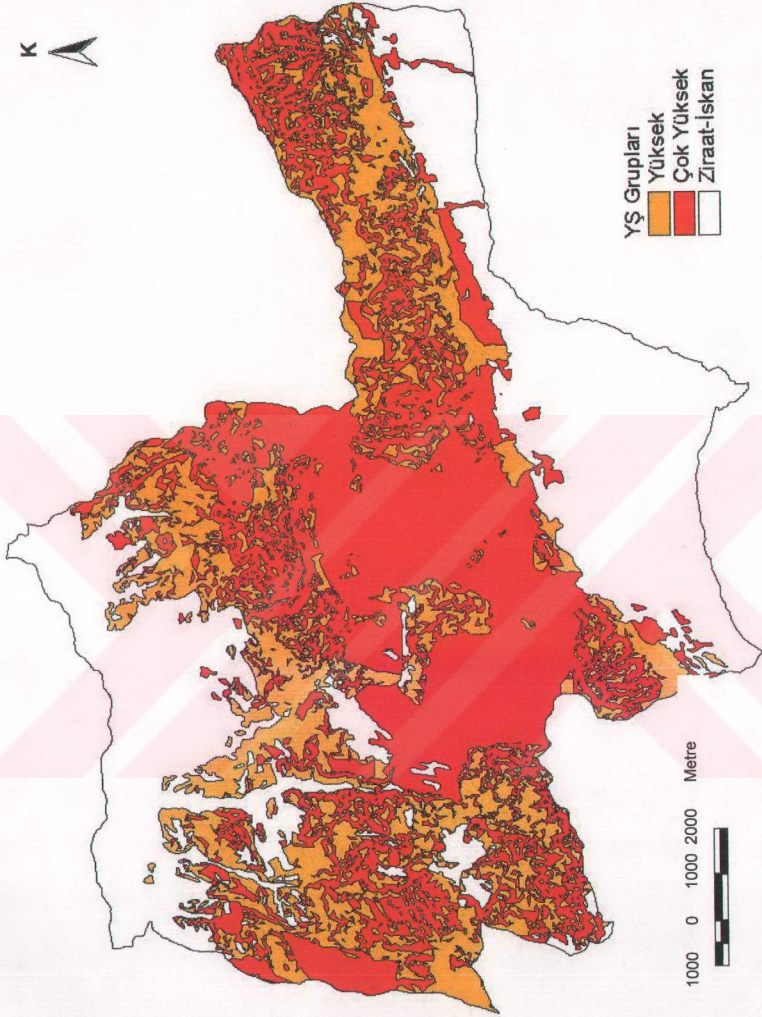 K
YŞ Grupları
Yüksek
Çok Yüksek
Ziraat-İskan
1000 0 1000 2000 Metre